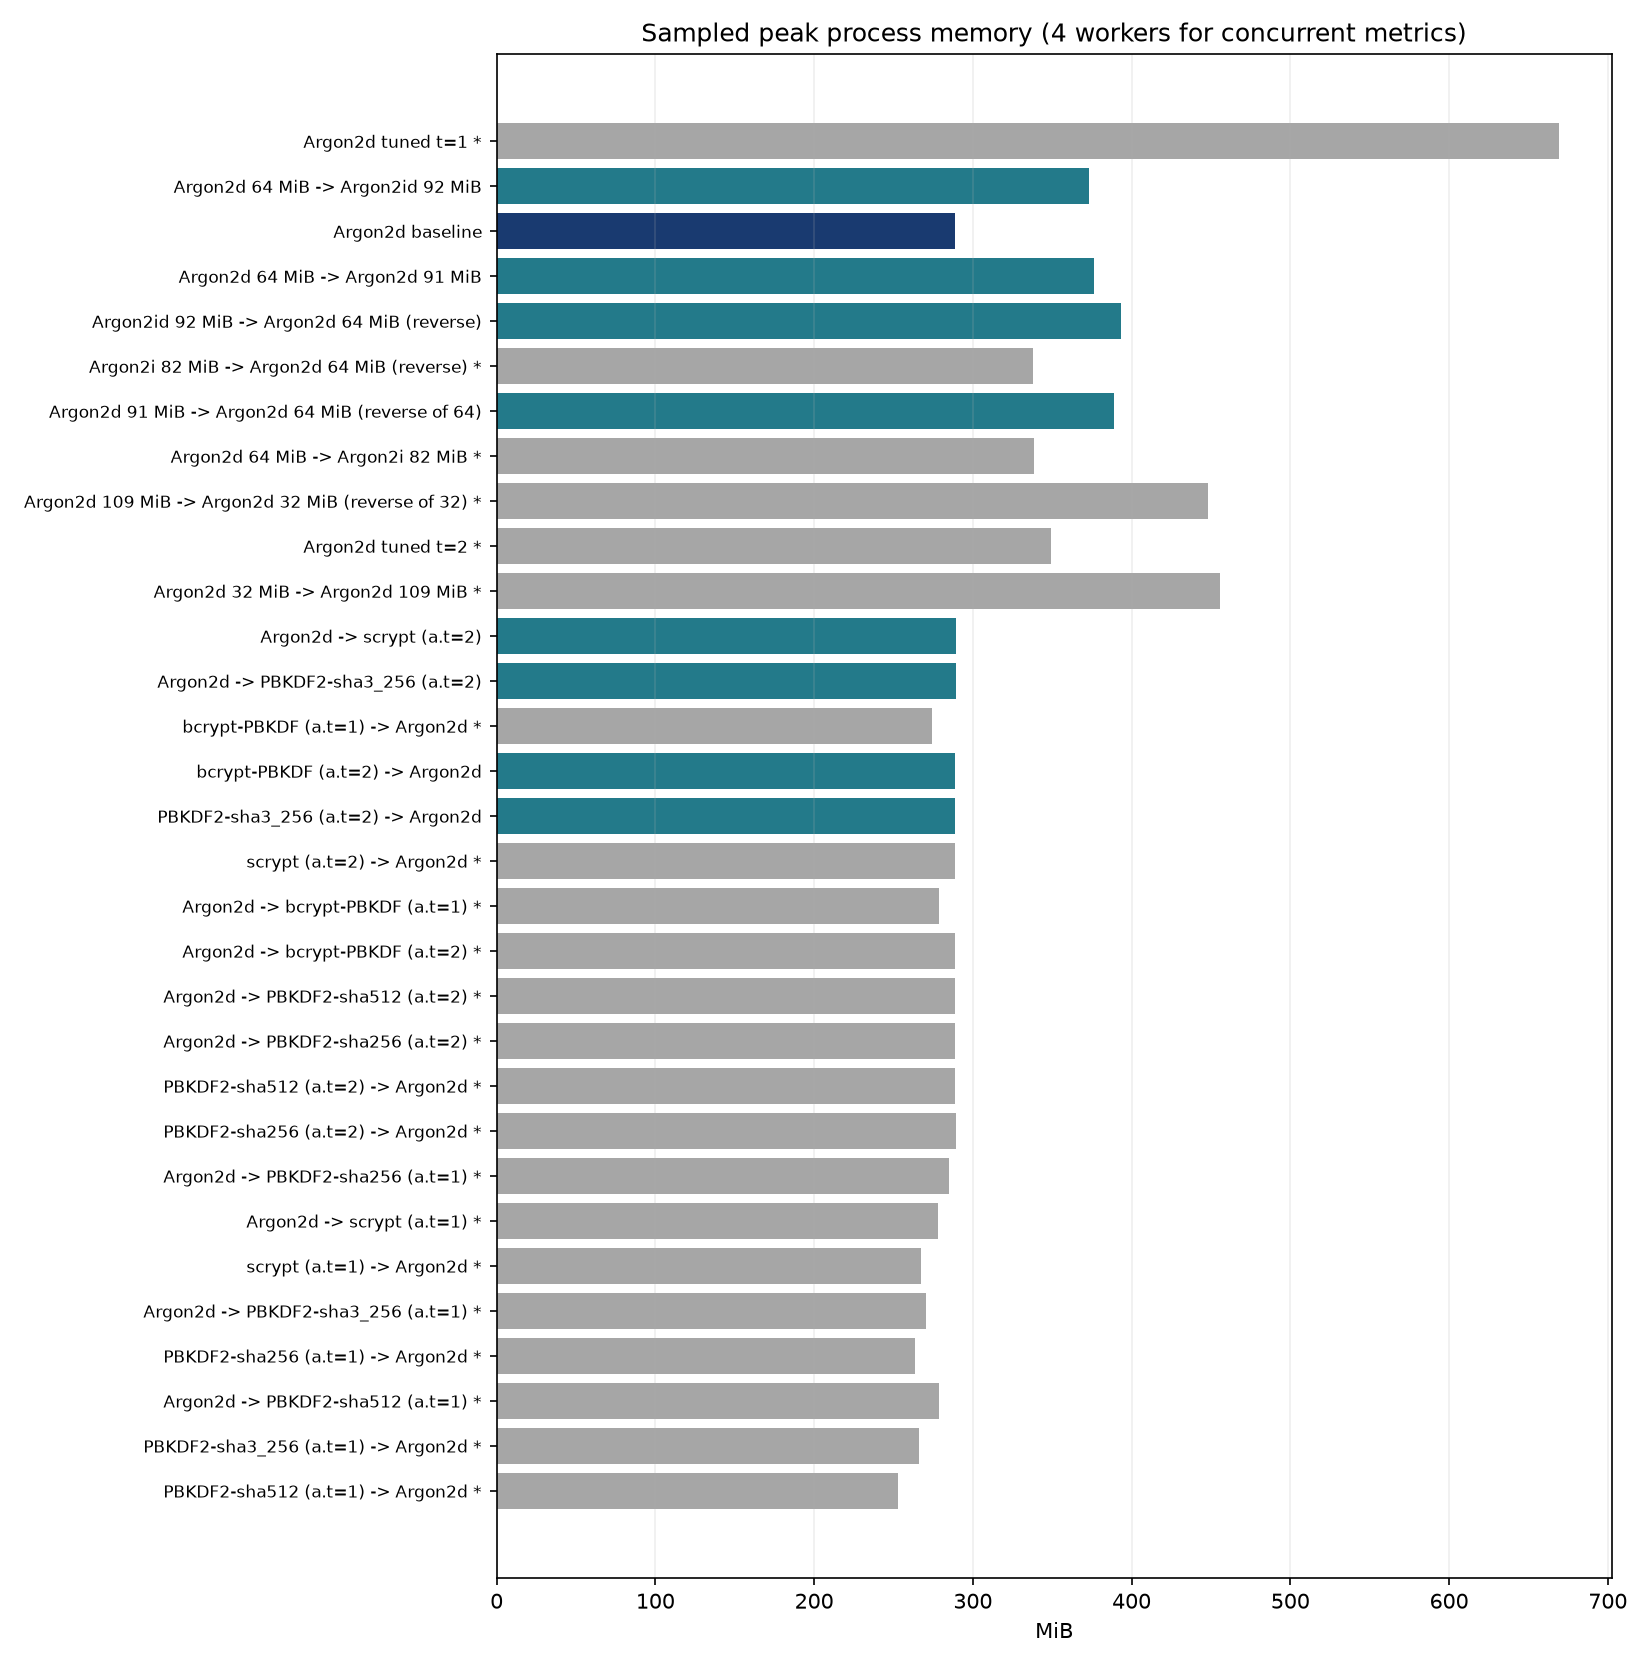 Sampled peak process memory (4 workers for concurrent metrics)
Argon2d tuned t=1 *
Argon2d 64 MiB -> Argon2id 92 MiB
Argon2d baseline
Argon2d 64 MiB -> Argon2d 91 MiB
Argon2id 92 MiB -> Argon2d 64 MiB (reverse)
Argon2i 82 MiB -> Argon2d 64 MiB (reverse) *
Argon2d 91 MiB -> Argon2d 64 MiB (reverse of 64)
Argon2d 64 MiB -> Argon2i 82 MiB *
Argon2d 109 MiB -> Argon2d 32 MiB (reverse of 32) *
Argon2d tuned t=2 *
Argon2d 32 MiB -> Argon2d 109 MiB *
Argon2d -> scrypt (a.t=2)
Argon2d -> PBKDF2-sha3_256 (a.t=2)
bcrypt-PBKDF (a.t=1) -> Argon2d *
bcrypt-PBKDF (a.t=2) -> Argon2d
PBKDF2-sha3_256 (a.t=2) -> Argon2d
scrypt (a.t=2) -> Argon2d *
Argon2d -> bcrypt-PBKDF (a.t=1) *
Argon2d -> bcrypt-PBKDF (a.t=2) *
Argon2d -> PBKDF2-sha512 (a.t=2) *
Argon2d -> PBKDF2-sha256 (a.t=2) *
PBKDF2-sha512 (a.t=2) -> Argon2d *
PBKDF2-sha256 (a.t=2) -> Argon2d *
Argon2d -> PBKDF2-sha256 (a.t=1) *
Argon2d -> scrypt (a.t=1) *
scrypt (a.t=1) -> Argon2d *
Argon2d -> PBKDF2-sha3_256 (a.t=1) *
PBKDF2-sha256 (a.t=1) -> Argon2d *
Argon2d -> PBKDF2-sha512 (a.t=1) *
PBKDF2-sha3_256 (a.t=1) -> Argon2d *
PBKDF2-sha512 (a.t=1) -> Argon2d *
0 100 200 300 400 500 600 700
MiB